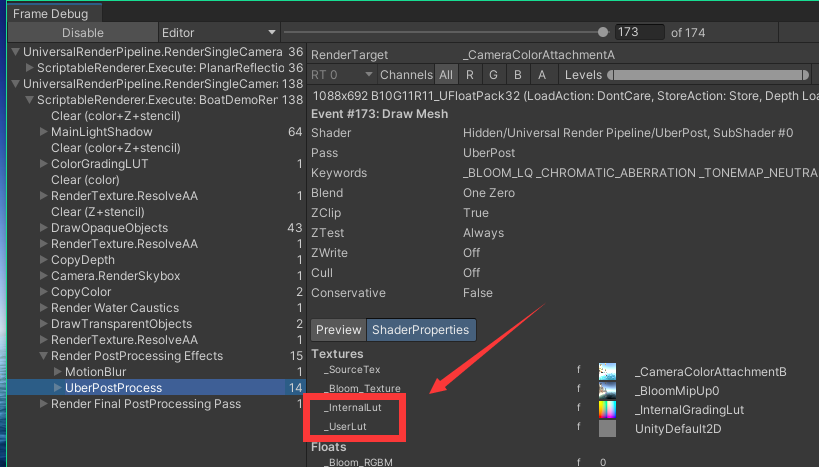 Frame Debug
Disable
Editor
173
of 174
UniversalRenderPipeline.RenderSingleCamera 36
ScriptableRenderer.Execute: PlanarReflectio 36
UniversalRenderPipeline.RenderSingleCamera 138
ScriptableRenderer.Execute: BoatDemoRen 138
Clear (color+Z+stencil)
MainLightShadow 64
Clear (color+Z+stencil)
ColorGradingLUT 1
Clear (color)
RenderTexture.ResolveAA 1
Clear (Z+stencil)
DrawOpaqueObjects 43
RenderTexture.ResolveAA 1
CopyDepth 1
Camera.RenderSkybox 1
CopyColor 2
Render Water Caustics 1
DrawTransparentObjects 2
RenderTexture.ResolveAA 1
Render PostProcessing Effects 15
MotionBlur 1
UberPostProcess 14
Render Final PostProcessing Pass 1
RenderTarget _CameraColorAttachmentA
RT 0 Channels All R G B A Levels
1088x692 B10G11R11_UFloatPack32 (LoadAction: DontCare, StoreAction: Store, Depth Loa
Event #173: Draw Mesh
Shader Hidden/Universal Render Pipeline/UberPost, SubShader #0
Pass UberPost
Keywords _BLOOM_LQ _CHROMATIC_ABERRATION _TONEMAP_NEUTRA
Blend One Zero
ZClip True
ZTest Always
ZWrite Off
Cull Off
Conservative False
Preview ShaderProperties
Textures
_SourceTex f _CameraColorAttachmentB
_Bloom_Texture f _BloomMipUp0
_InternalLut f _InternalGradingLut
_UserLut f UnityDefault2D
Floats
_Bloom_RGBM f 0